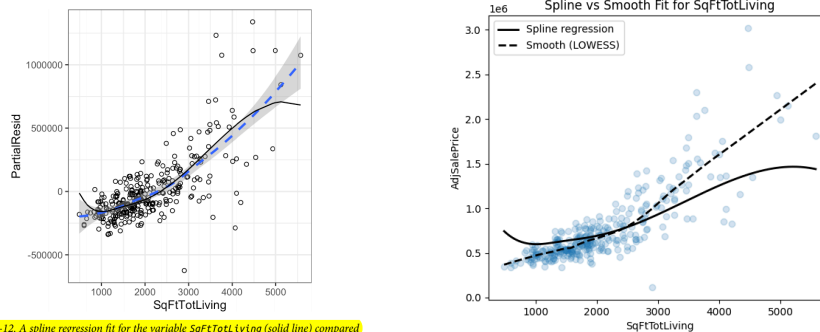 Spline vs Smooth Fit for SqFtTotLiving
1e6
Spline regression
Smooth (LOWESS)
PartialResid
1000000
500000
0
-500000
1000
2000
3000
4000
5000
SqFtTotLiving
AdjSalePrice
3.0
2.5
2.0
1.5
1.0
0.5
0.0
1000
2000
3000
4000
5000
SqFtTotLiving
-12. A spline regression fit for the variable SqFtTotLiving (solid line) compared